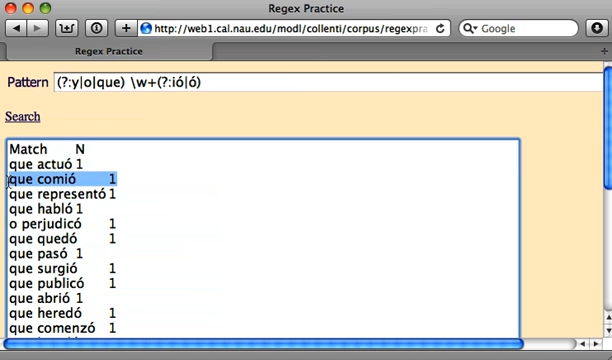 Regex Practice
http://web1.cal.nau.edu/modl/collenti/corpus/regexpra
Google
Regex Practice
Pattern (?:y|o|que) \w+(?:ió|ó)
Search
Match N
que actuó 1
que comió 1
que representó 1
que habló 1
o perjudicó 1
que quedó 1
que pasó 1
que surgió 1
que publicó 1
que abrió 1
que heredó 1
que comenzó 1